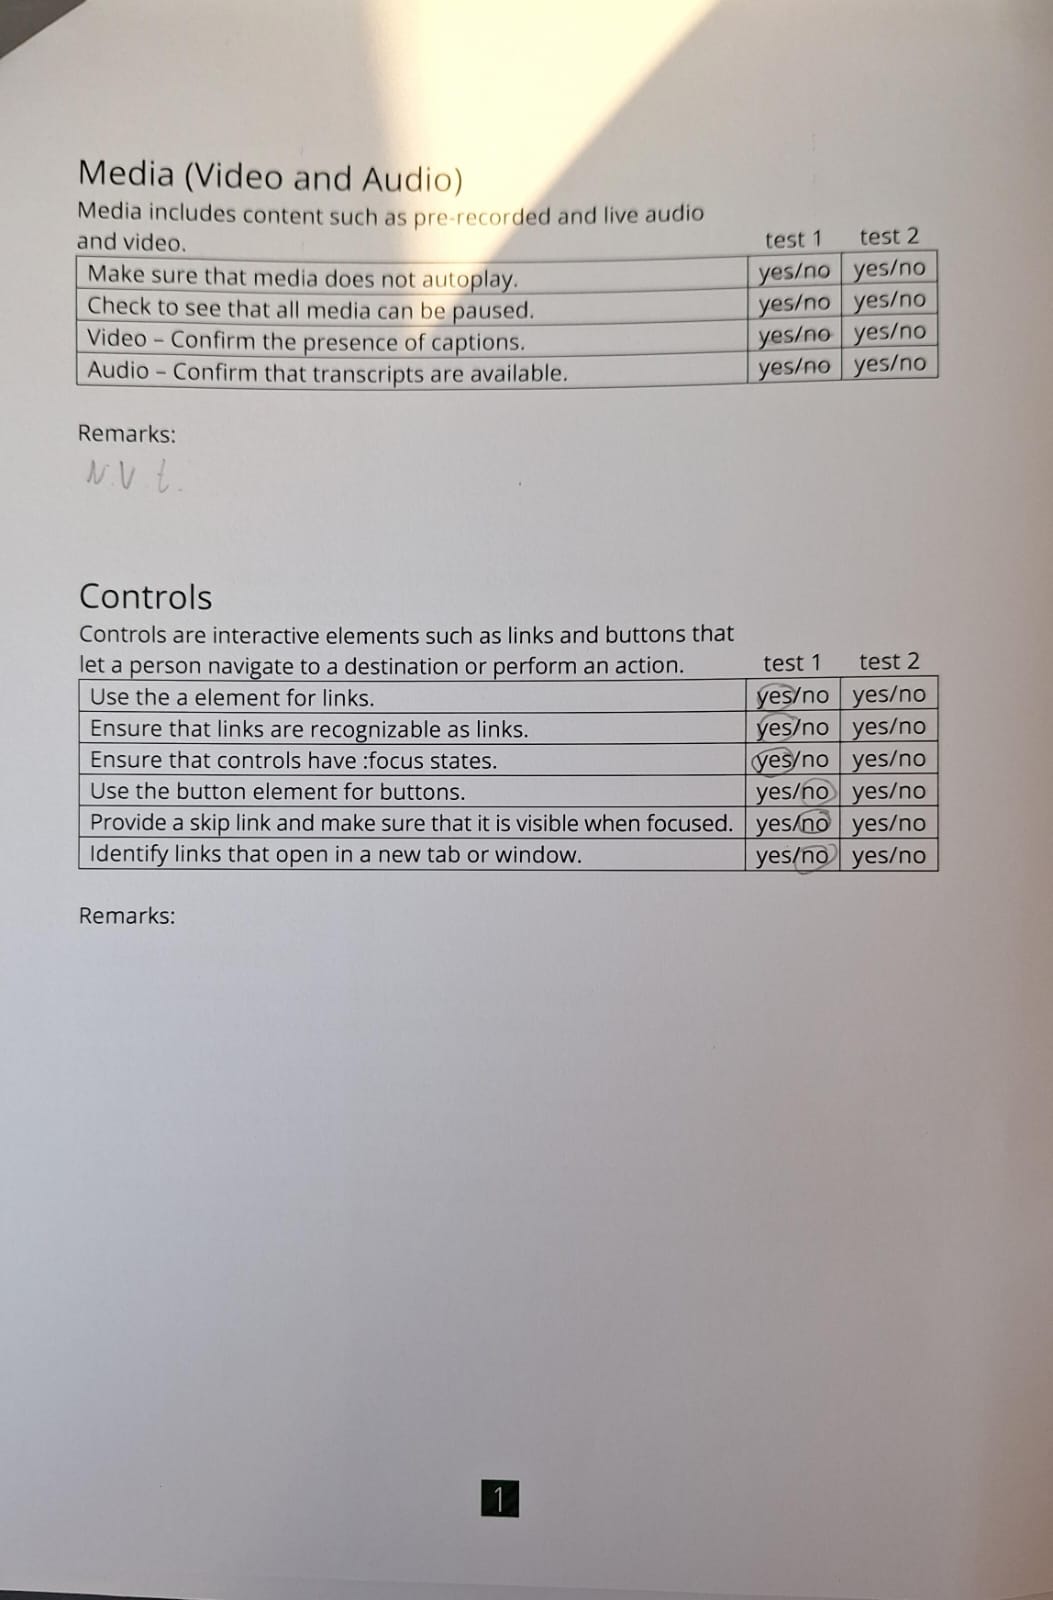 Media (Video and Audio)
Media includes content such as pre-recorded and live audio
and video. test 1 test 2
Make sure that media does not autoplay. yes/no yes/no
Check to see that all media can be paused. yes/no yes/no
Video – Confirm the presence of captions. yes/no yes/no
Audio – Confirm that transcripts are available. yes/no yes/no
Remarks:
N.V.t.
Controls
Controls are interactive elements such as links and buttons that
let a person navigate to a destination or perform an action. test 1 test 2
Use the a element for links. yes/no yes/no
Ensure that links are recognizable as links. yes/no yes/no
Ensure that controls have :focus states. yes/no yes/no
Use the button element for buttons. yes/no yes/no
Provide a skip link and make sure that it is visible when focused. yes/no yes/no
Identify links that open in a new tab or window. yes/no yes/no
Remarks:
1